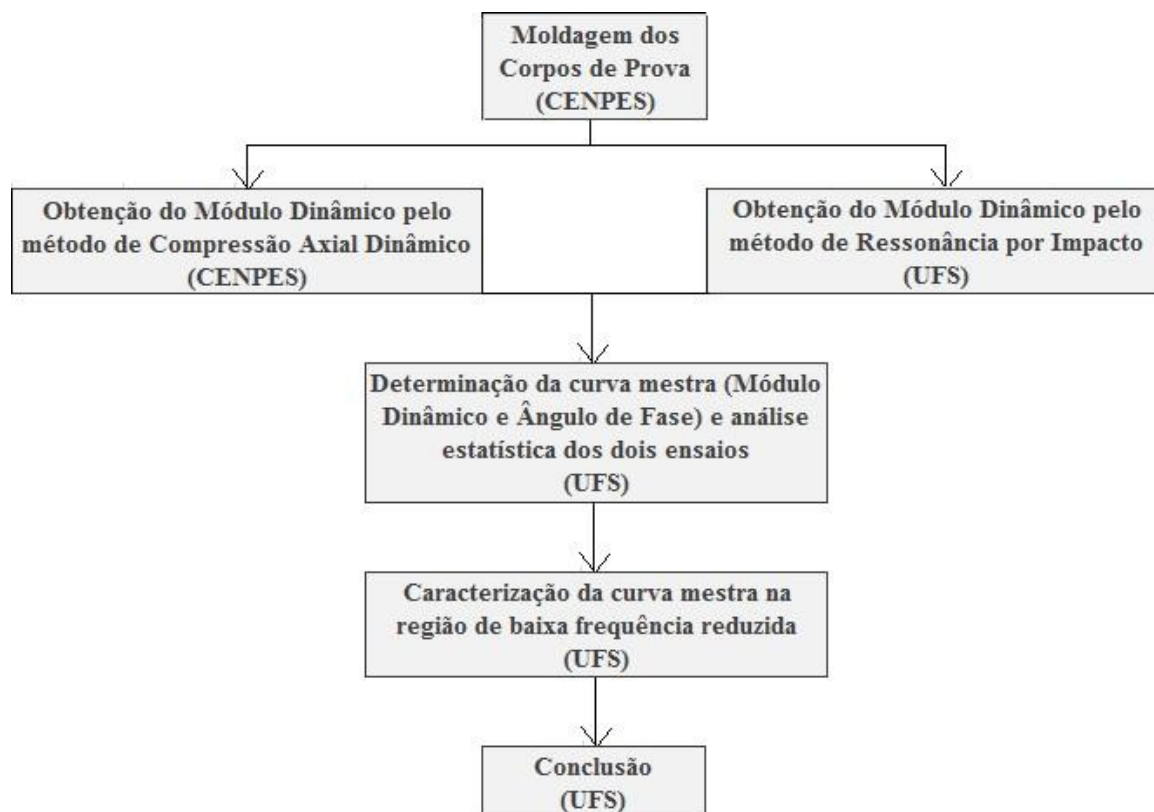 Moldagem dos
Corpos de Prova
(CENPES)
Obtenção do Módulo Dinâmico pelo
método de Compressão Axial Dinâmico
(CENPES)
Obtenção do Módulo Dinâmico pelo
método de Ressonância por Impacto
(UFS)
Determinação da curva mestra (Módulo
Dinâmico e Ângulo de Fase) e análise
estatística dos dois ensaios
(UFS)
Caracterização da curva mestra na
região de baixa frequência reduzida
(UFS)
Conclusão
(UFS)